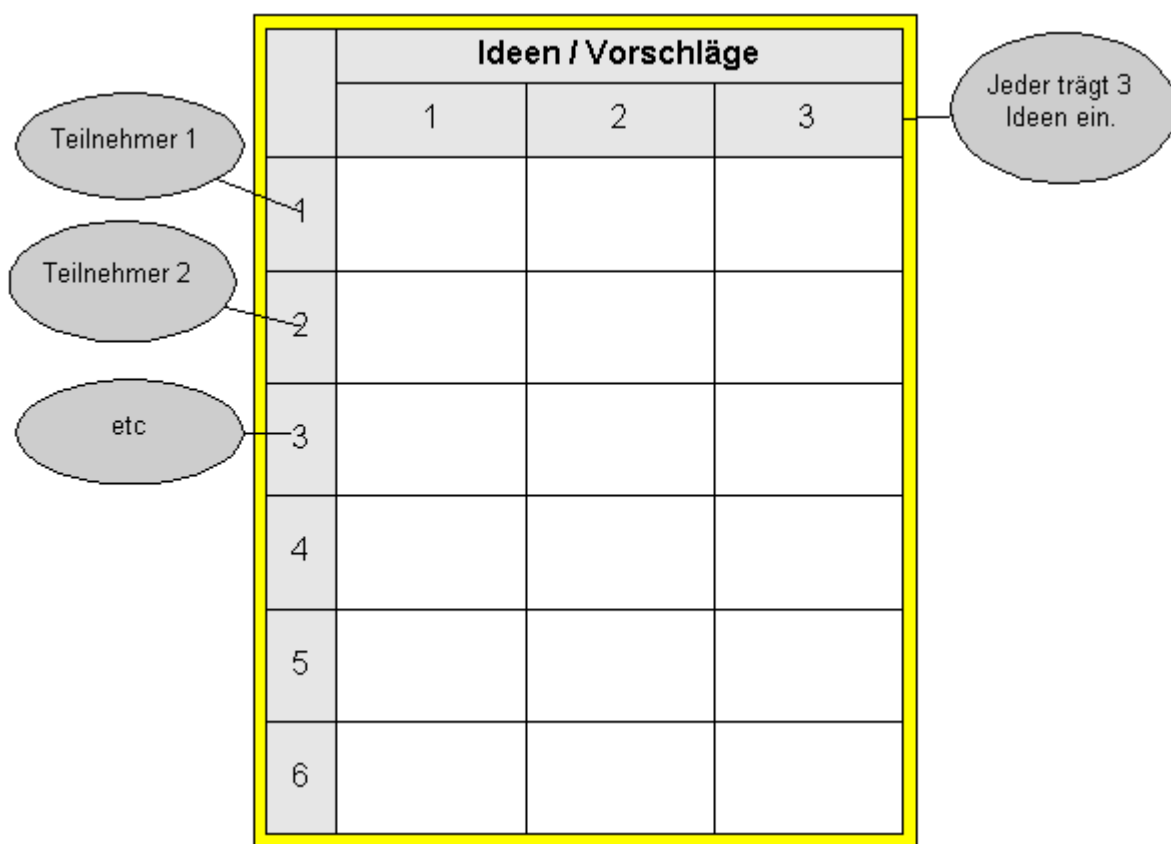 Ideen / Vorschläge
Jeder trägt 3
Ideen ein.
1 2 3
Teilnehmer 1
1
Teilnehmer 2
2
etc
3
4
5
6